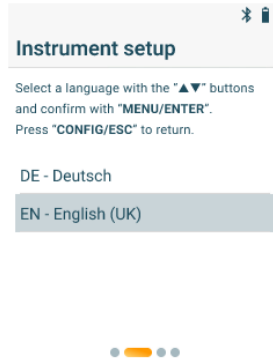 Instrument setup
Select a language with the "▲▼" buttons
and confirm with "MENU/ENTER".
Press "CONFIG/ESC" to return.
DE - Deutsch
EN - English (UK)